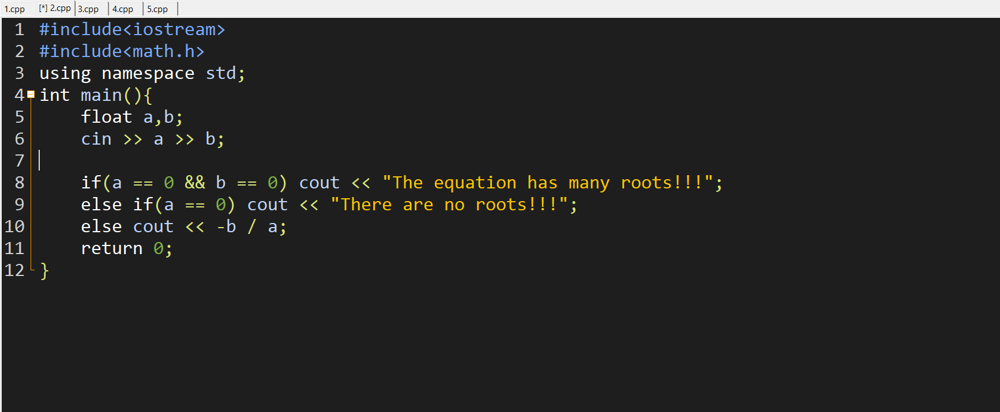 1.cpp [*] 2.cpp 3.cpp 4.cpp 5.cpp
1 #include<iostream>
2 #include<math.h>
3 using namespace std;
4 int main(){
5     float a,b;
6     cin >> a >> b;
7
8     if(a == 0 && b == 0) cout << "The equation has many roots!!!";
9     else if(a == 0) cout << "There are no roots!!!";
10     else cout << -b / a;
11     return 0;
12 }